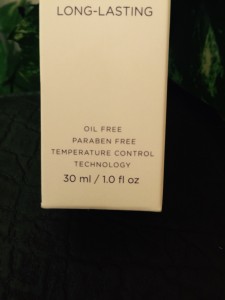 LONG-LASTING
OIL FREE
PARABEN FREE
TEMPERATURE CONTROL
TECHNOLOGY
30 ml / 1.0 fl oz